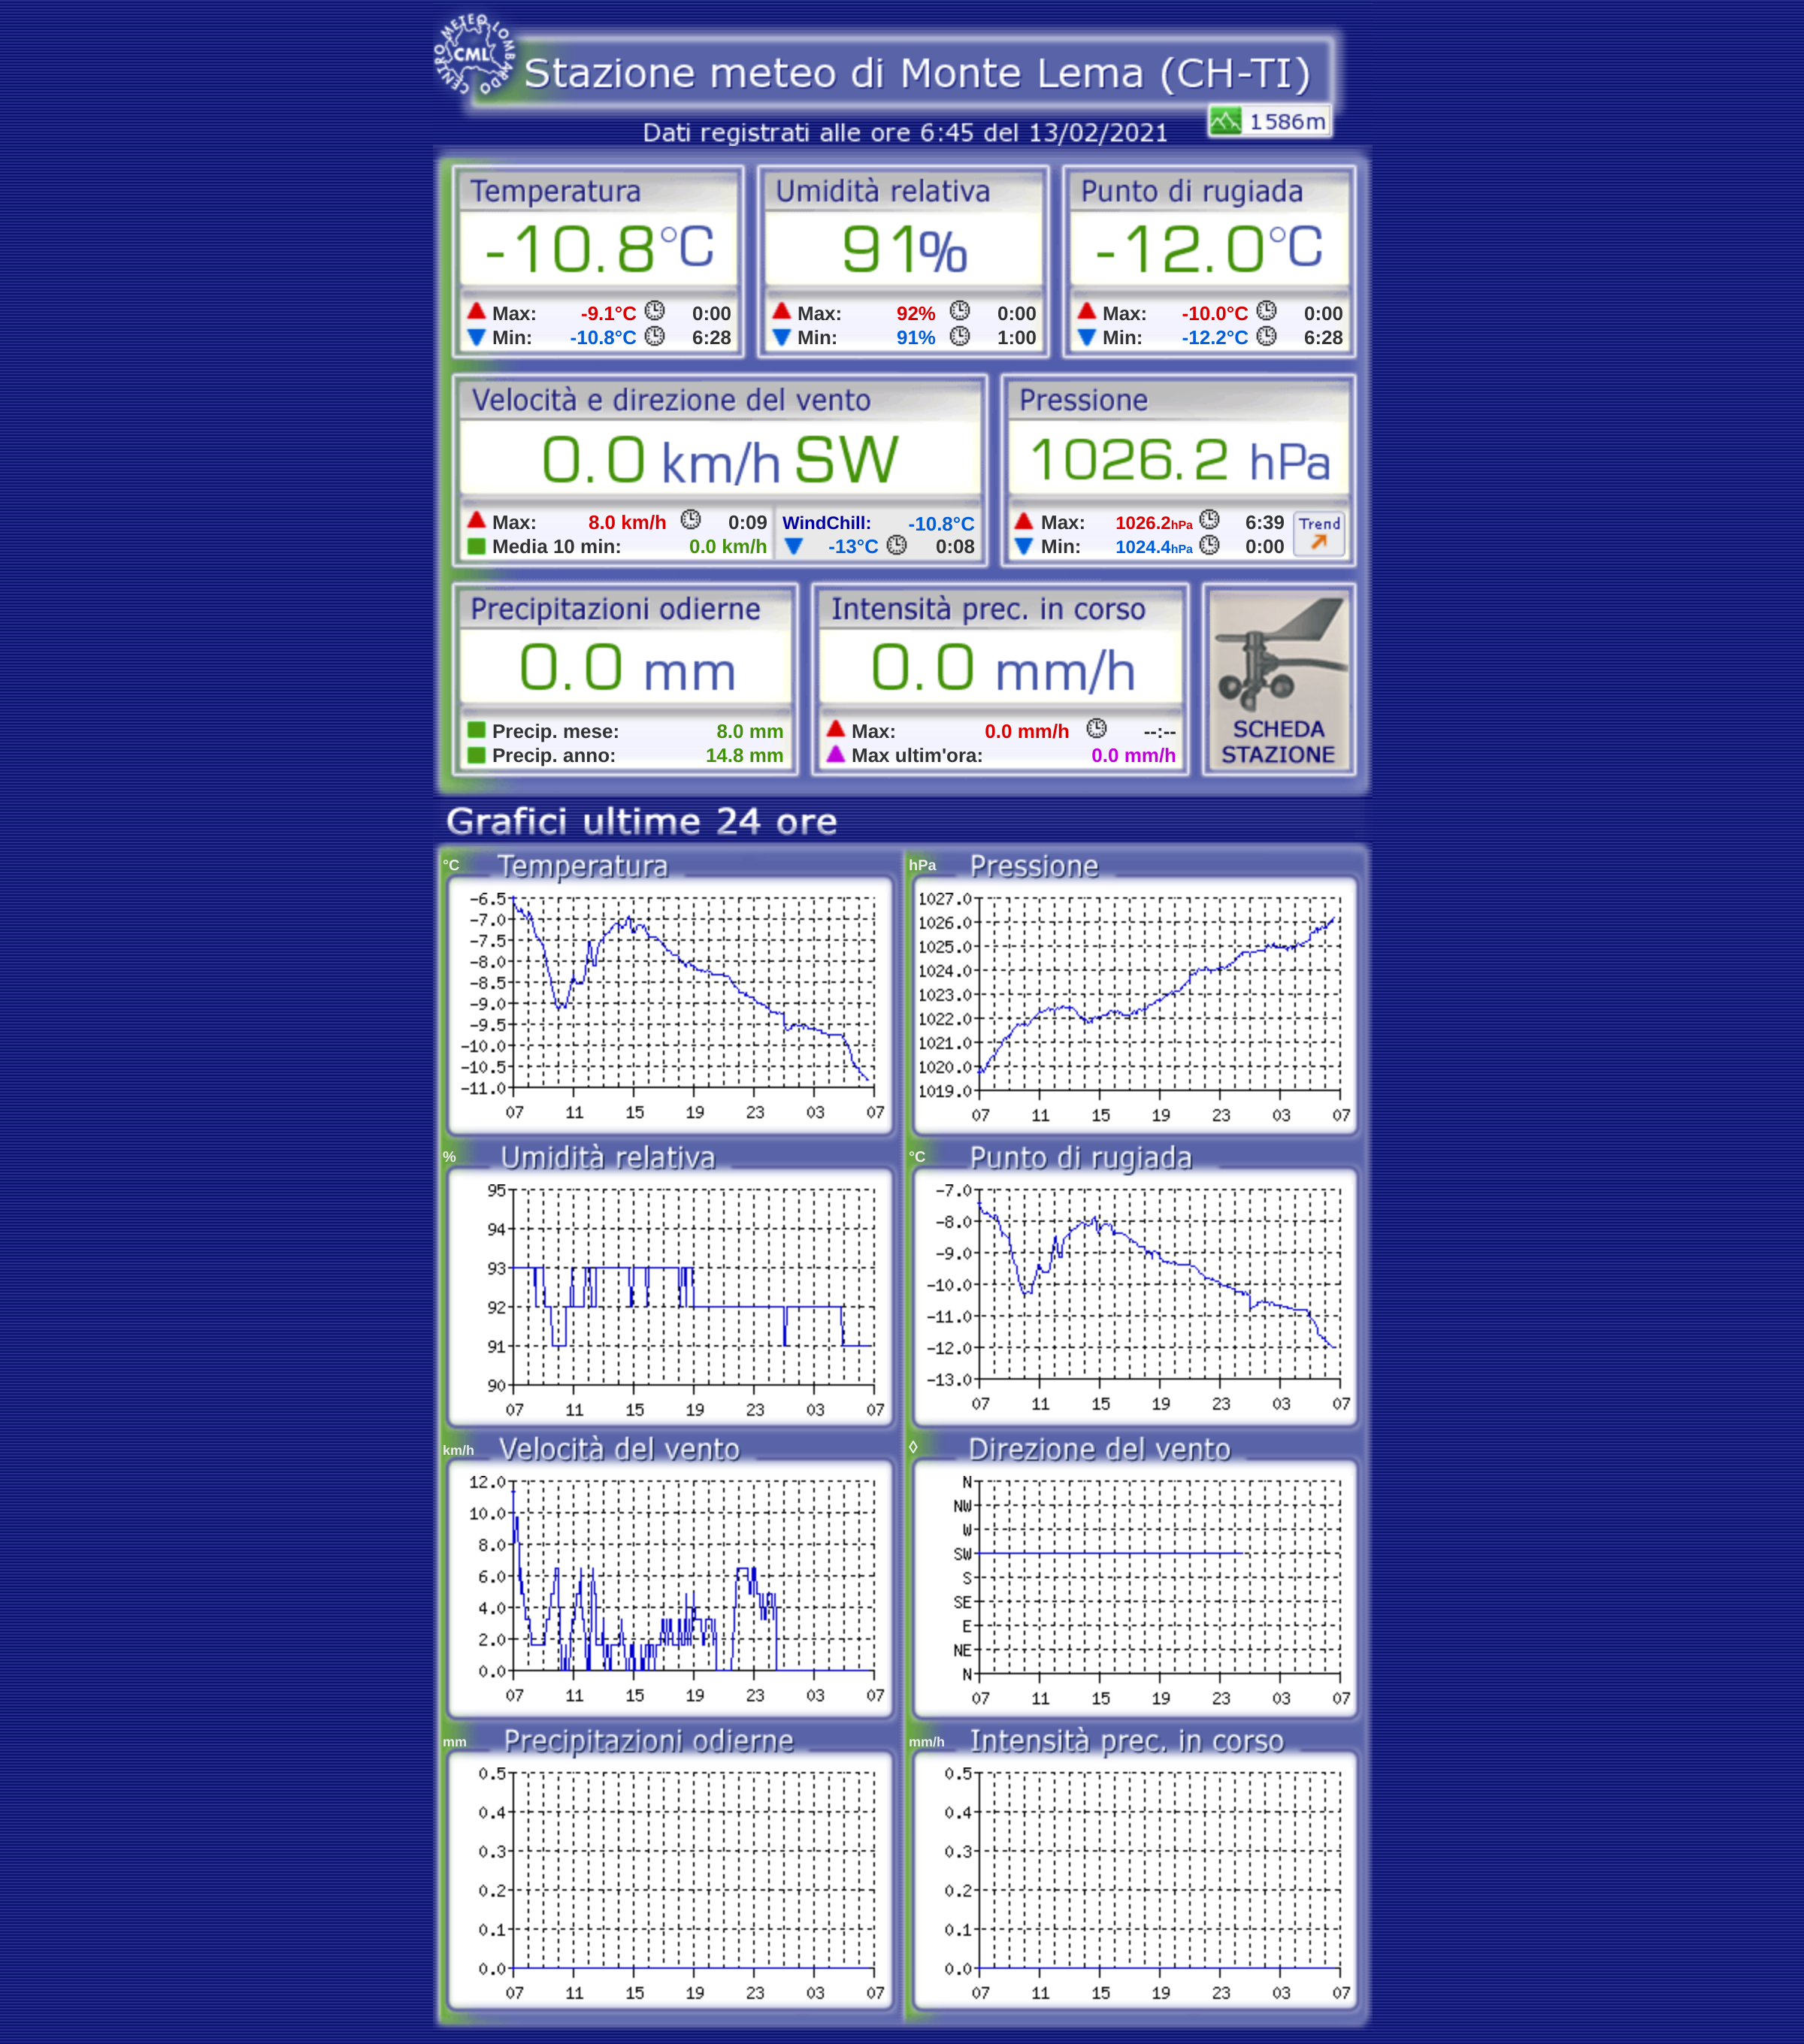 CENTRO METEO LOMBARDO
CML
Stazione meteo di Monte Lema (CH-TI)
1586m
Dati registrati alle ore 6:45 del 13/02/2021
Temperatura
-10.8°C
Max: -9.1°C 0:00
Min: -10.8°C 6:28
Umidità relativa
91%
Max: 92% 0:00
Min: 91% 1:00
Punto di rugiada
-12.0°C
Max: -10.0°C 0:00
Min: -12.2°C 6:28
Velocità e direzione del vento
0.0 km/h SW
Max: 8.0 km/h 0:09
Media 10 min: 0.0 km/h
WindChill: -10.8°C
-13°C 0:08
Pressione
1026.2 hPa
Max: 1026.2hPa 6:39
Min: 1024.4hPa 0:00
Trend
Precipitazioni odierne
0.0 mm
Precip. mese: 8.0 mm
Precip. anno: 14.8 mm
Intensità prec. in corso
0.0 mm/h
Max: 0.0 mm/h --:--
Max ultim'ora: 0.0 mm/h
SCHEDA
STAZIONE
Grafici ultime 24 ore
°C Temperatura
-6.5
-7.0
-7.5
-8.0
-8.5
-9.0
-9.5
-10.0
-10.5
-11.0
07 11 15 19 23 03 07
hPa Pressione
1027.0
1026.0
1025.0
1024.0
1023.0
1022.0
1021.0
1020.0
1019.0
07 11 15 19 23 03 07
% Umidità relativa
95
94
93
92
91
90
07 11 15 19 23 03 07
°C Punto di rugiada
-7.0
-8.0
-9.0
-10.0
-11.0
-12.0
-13.0
07 11 15 19 23 03 07
km/h Velocità del vento
12.0
10.0
8.0
6.0
4.0
2.0
0.0
07 11 15 19 23 03 07
◊ Direzione del vento
N
NW
W
SW
S
SE
E
NE
N
07 11 15 19 23 03 07
mm Precipitazioni odierne
0.5
0.4
0.3
0.2
0.1
0.0
07 11 15 19 23 03 07
mm/h Intensità prec. in corso
0.5
0.4
0.3
0.2
0.1
0.0
07 11 15 19 23 03 07